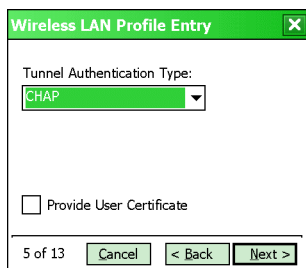 Wireless LAN Profile Entry
Tunnel Authentication Type:
CHAP
Provide User Certificate
5 of 13 Cancel < Back Next >